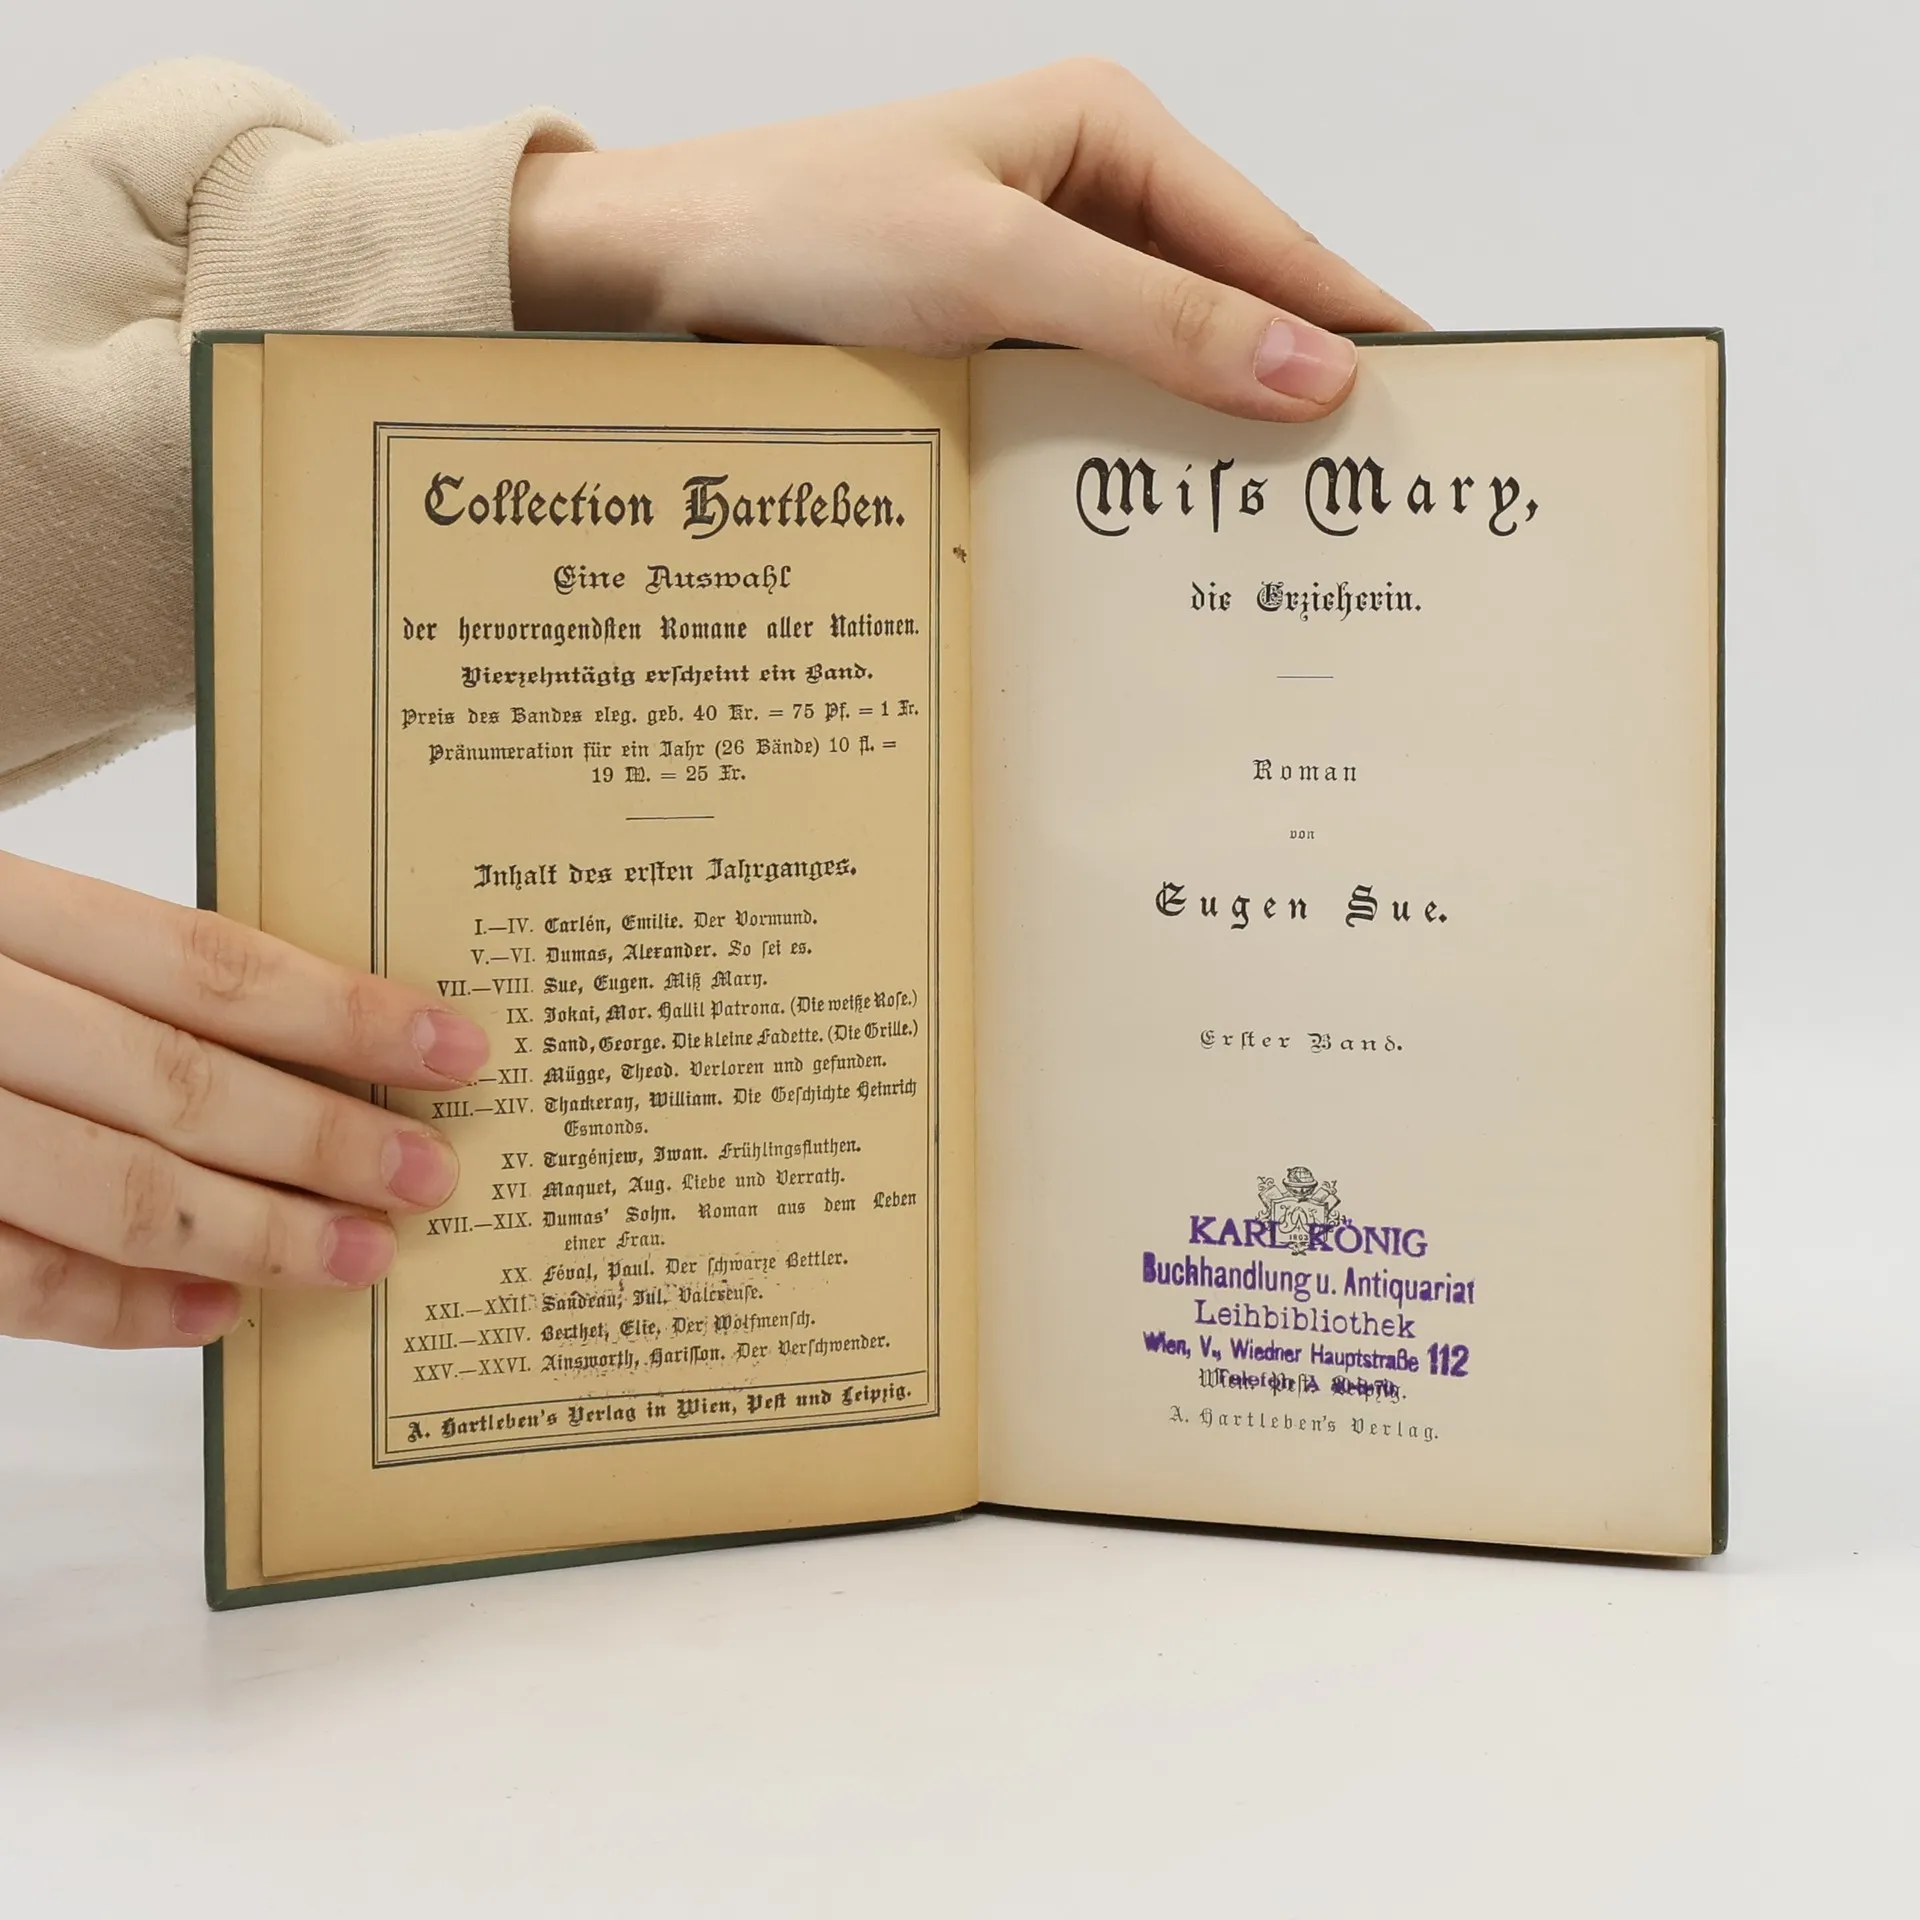 Collection Hartleben.
Eine Auswahl
der hervorragendsten Romane aller Nationen.
Vierzehntägig erscheint ein Band.
Preis des Bandes eleg. geb. 40 Kr. = 75 Pf. = 1 Fr.
Pränumeration für ein Jahr (26 Bände) 10 fl. =
19 M. = 25 Fr.
Inhalt des ersten Jahrganges.
I.—IV. Carlén, Emilie. Der Vormund.
V.—VI. Dumas, Alexander. So sei es.
VII.—VIII. Sue, Eugen. Miß Mary.
IX. Jokai, Mor. Hallil Patrona. (Die weiße Rose.)
X. Sand, George. Die kleine Fadette. (Die Grille.)
—XII. Mügge, Theod. Verloren und gefunden.
XIII.—XIV. Thackeray, William. Die Geschichte Heinrich
Esmonds.
XV. Turgénjew, Iwan. Frühlingsfluthen.
XVI. Maquet, Aug. Liebe und Verrath.
XVII.—XIX. Dumas' Sohn. Roman aus dem Leben
einer Frau.
XX. Féval, Paul. Der schwarze Bettler.
XXI.—XXII. Sandeau, Jul. Valcreuse.
XXIII.—XXIV. Berthet, Elie. Der Wolfmensch.
XXV.—XXVI. Ainsworth, Harisson. Der Verschwender.
A. Hartleben's Verlag in Wien, Pest und Leipzig.
Miss Mary,
die Erzieherin.
Roman
von
Eugen Sue.
Erster Band.
1803
KARL KÖNIG
Buchhandlung u. Antiquariat
Leihbibliothek
Wien, V., Wiedner Hauptstraße 112
Wien. Pest. Leipzig.
A. Hartleben's Verlag.